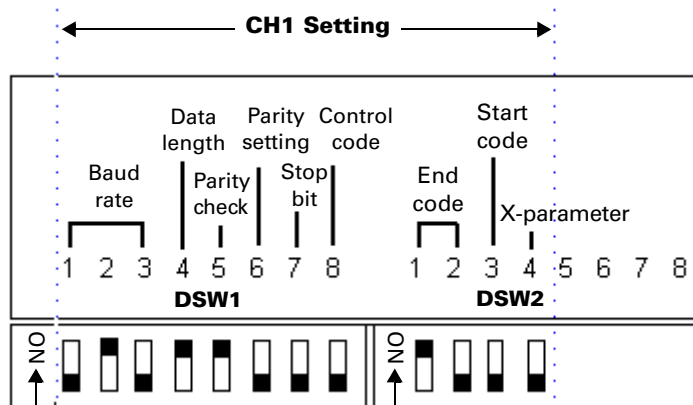 CH1 Setting
Data length
Parity setting
Control code
Start code
Baud rate
Parity check
Stop bit
End code
X-parameter
1 2 3 4 5 6 7 8
1 2 3 4 5 6 7 8
DSW1
DSW2
ON
ON